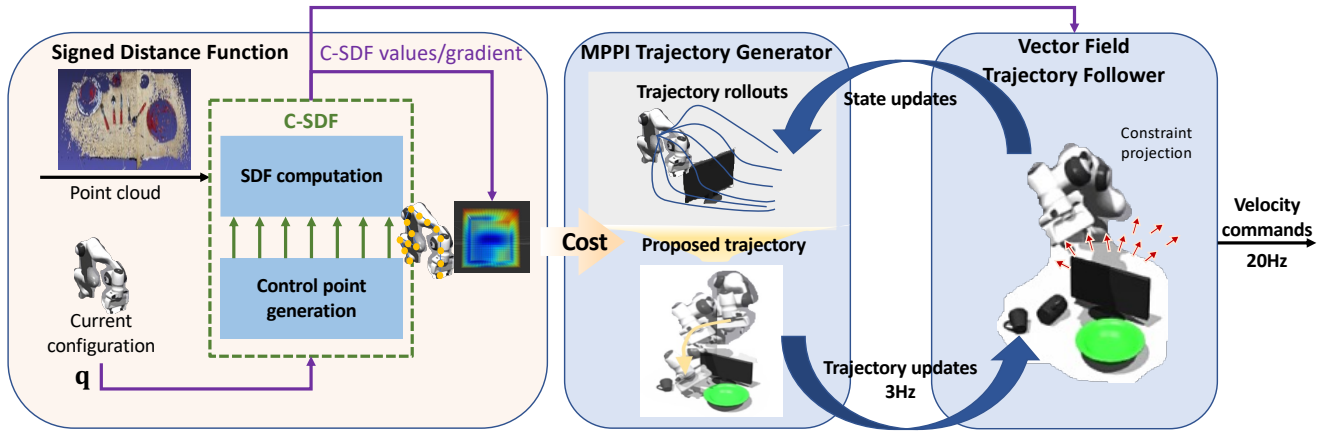 Signed Distance Function
C-SDF values/gradient
C-SDF
SDF computation
Point cloud
Control point
generation
Current
configuration
q
Cost
MPPI Trajectory Generator
Trajectory rollouts
Proposed trajectory
State updates
Trajectory updates
3Hz
Vector Field
Trajectory Follower
Constraint
projection
Velocity
commands
20Hz